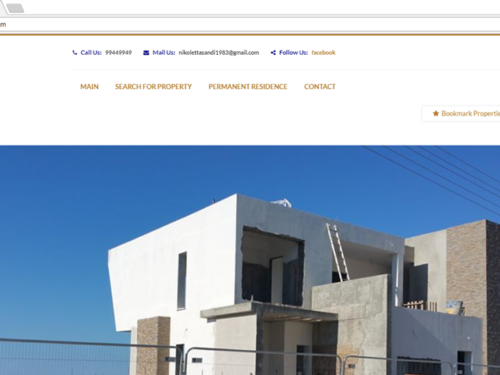 m
Call Us: 99449949 Mail Us: nikolettasandi1983@gmail.com Follow Us: facebook
MAIN SEARCH FOR PROPERTY PERMANENT RESIDENCE CONTACT
Bookmark Propertie